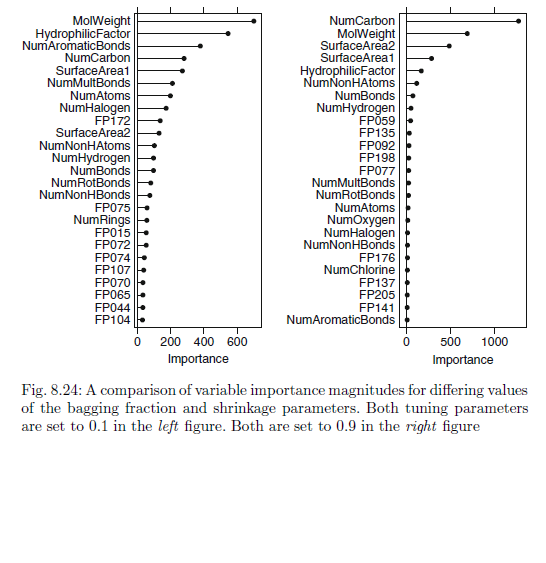 MolWeight
HydrophilicFactor
NumAromaticBonds
NumCarbon
SurfaceArea1
NumMultBonds
NumAtoms
NumHalogen
FP172
SurfaceArea2
NumNonHAtoms
NumHydrogen
NumBonds
NumRotBonds
NumNonHBonds
FP075
NumRings
FP015
FP072
FP074
FP107
FP070
FP065
FP044
FP104
0 200 400 600
Importance
NumCarbon
MolWeight
SurfaceArea2
SurfaceArea1
HydrophilicFactor
NumNonHAtoms
NumBonds
NumHydrogen
FP059
FP135
FP092
FP198
FP077
NumMultBonds
NumRotBonds
NumAtoms
NumOxygen
NumHalogen
NumNonHBonds
FP176
NumChlorine
FP137
FP205
FP141
NumAromaticBonds
0 500 1000
Importance
Fig. 8.24: A comparison of variable importance magnitudes for differing values
of the bagging fraction and shrinkage parameters. Both tuning parameters
are set to 0.1 in the left figure. Both are set to 0.9 in the right figure